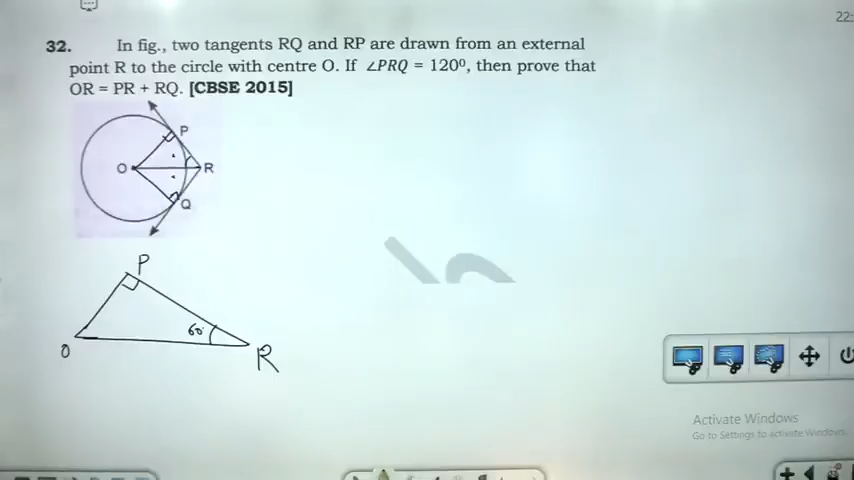 22:
32. In fig., two tangents RQ and RP are drawn from an external
point R to the circle with centre O. If ∠PRQ = 120⁰, then prove that
OR = PR + RQ. [CBSE 2015]
P
O
R
Q
P
60°
O
R
Activate Windows
Go to Settings to activate Windows.